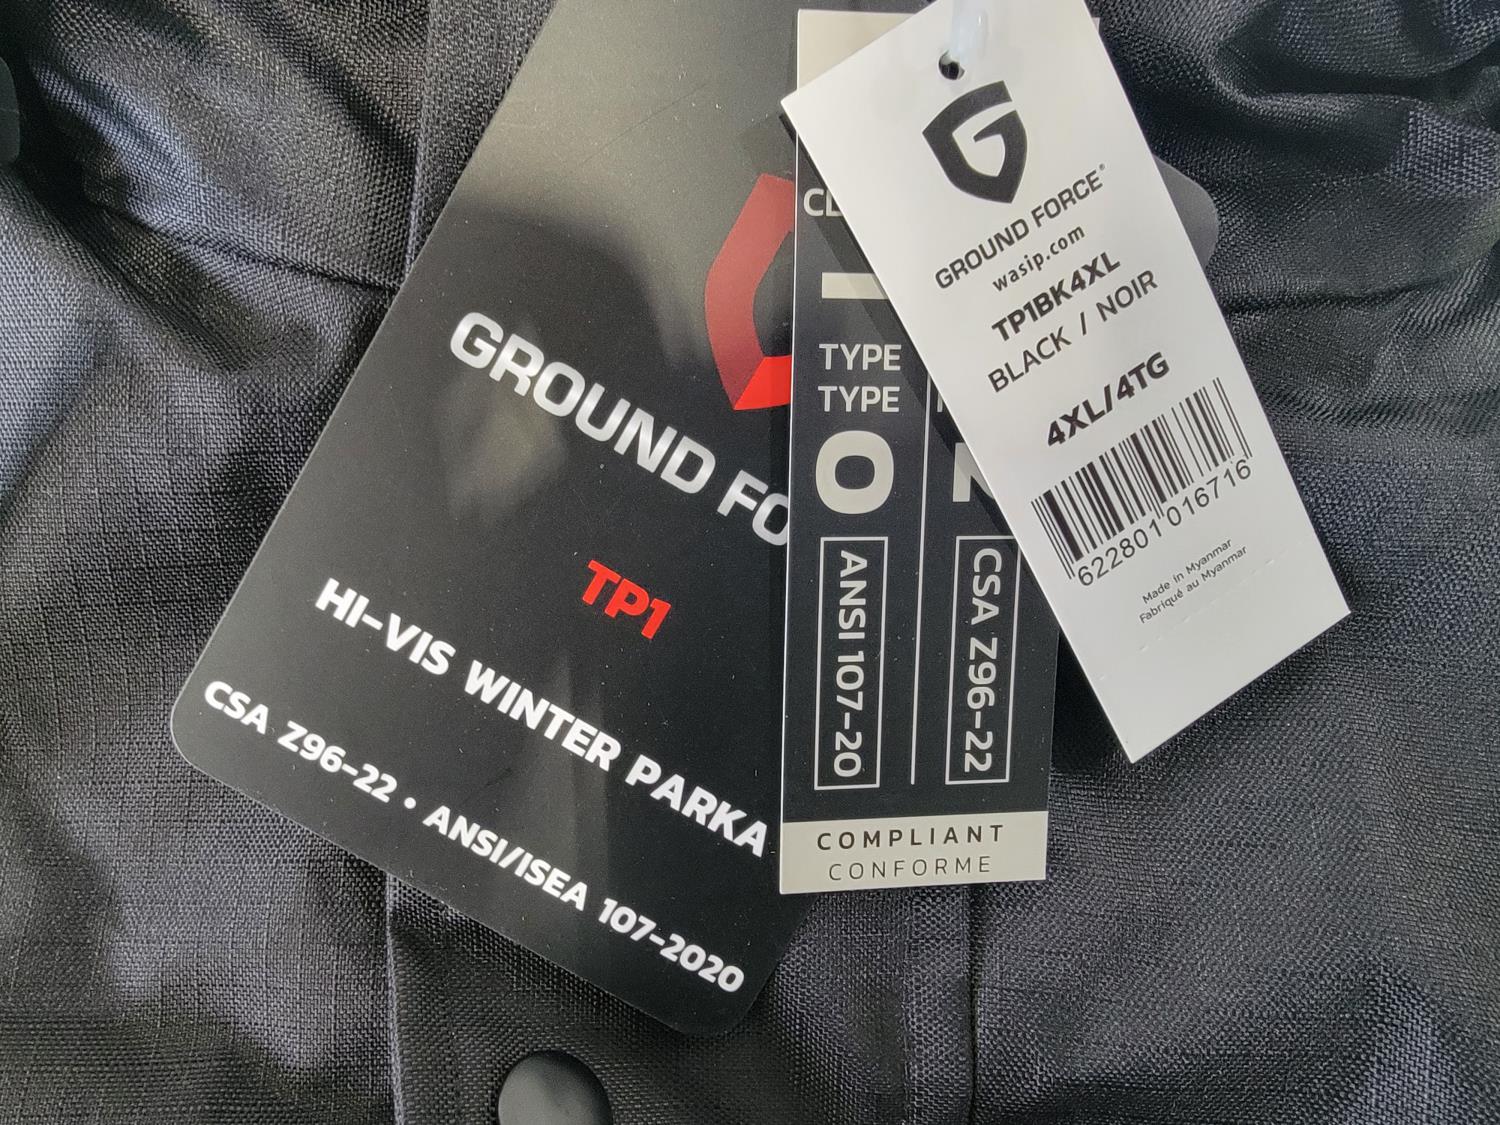 GROUND FO
TP1
HI-VIS WINTER PARKA
CSA Z96-22 • ANSI/ISEA 107-2020
TYPE
TYPE
O
ANSI 107-20
CSA Z96-22
COMPLIANT
CONFORME
G
GROUND FORCE®
wasip.com
TP1BK4XL
BLACK / NOIR
4XL/4TG
622801016716
Made in Myanmar
Fabriqué au Myanmar